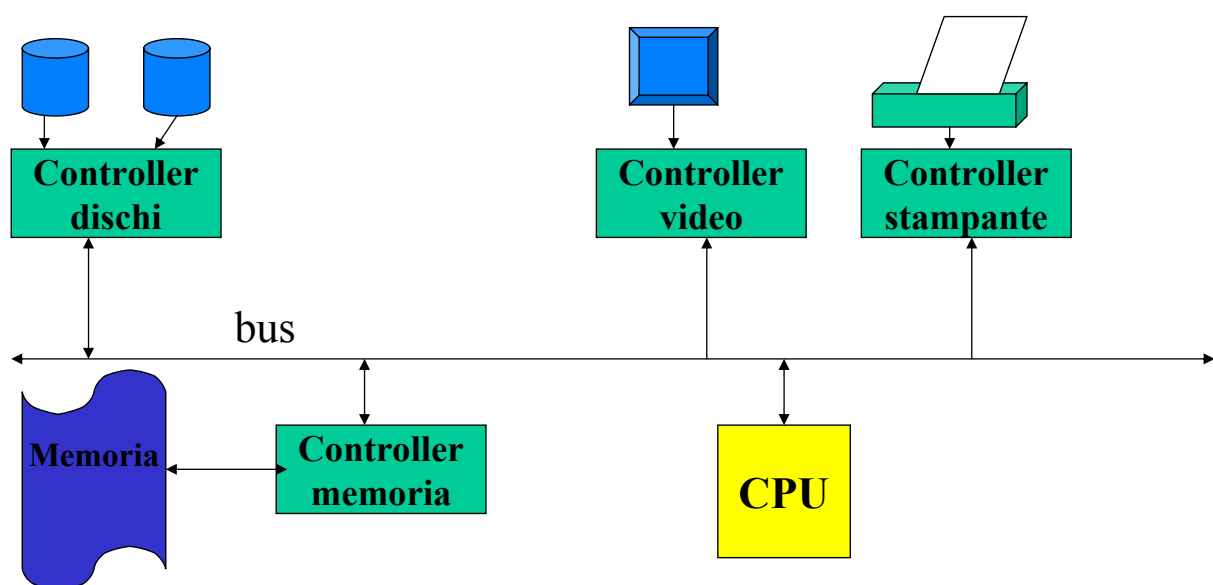 Controller
dischi
Controller
video
Controller
stampante
bus
Memoria
Controller
memoria
CPU